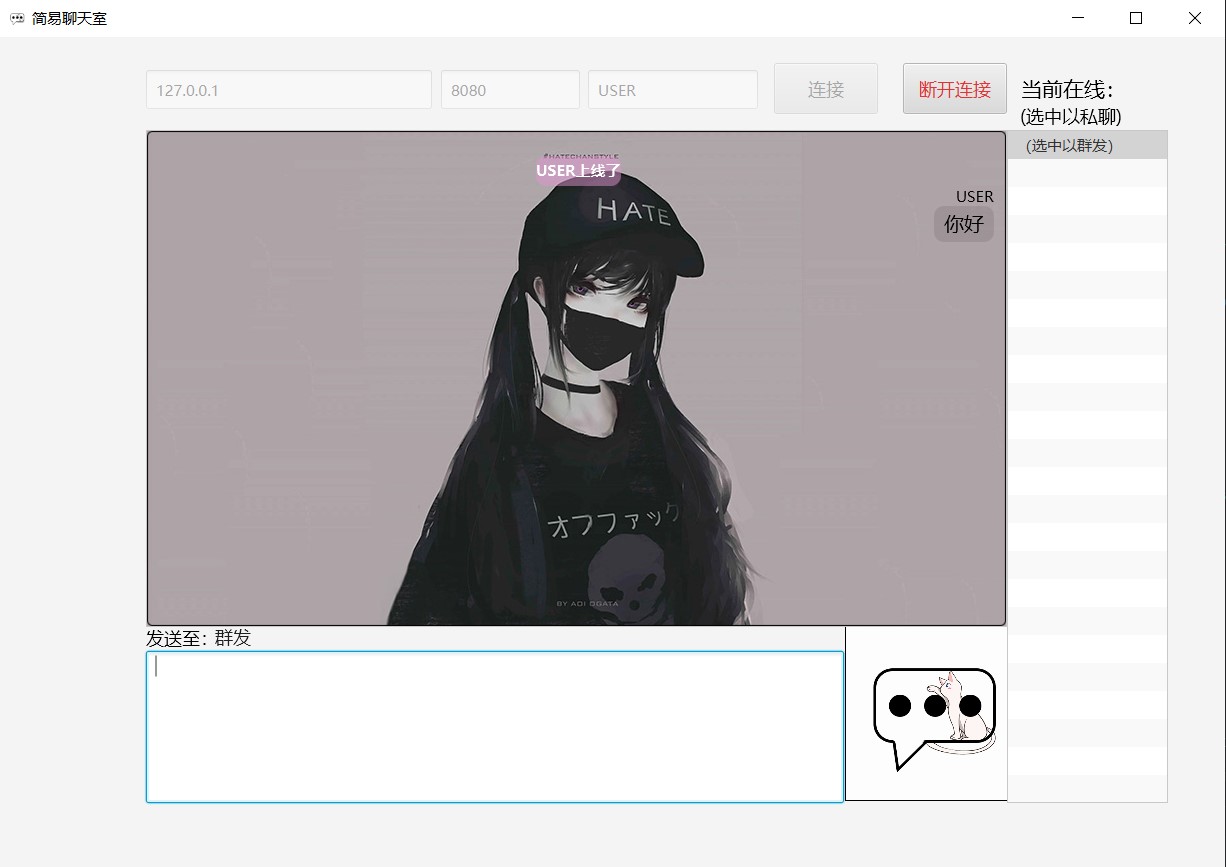 简易聊天室
127.0.0.1
8080
USER
连接
断开连接
当前在线：
(选中以私聊)
(选中以群发)
#HATECHANSTYLE
USER上线了
USER
你好
HATE
オフファック
BY AOI OGATA
发送至：群发